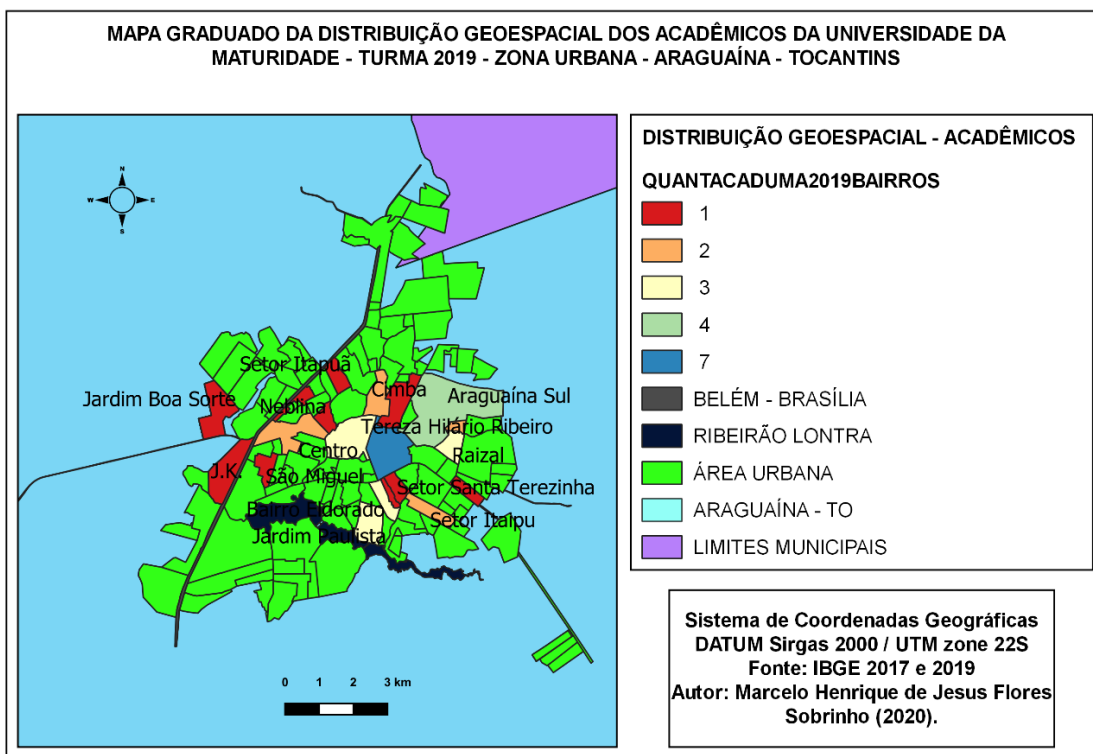 MAPA GRADUADO DA DISTRIBUIÇÃO GEOESPACIAL DOS ACADÊMICOS DA UNIVERSIDADE DA
MATURIDADE - TURMA 2019 - ZONA URBANA - ARAGUAÍNA - TOCANTINS
N
W
E
S
Setor Itapuã
Jardim Boa Sorte
Neblina
Cimba
Araguaína Sul
Tereza Hilário Ribeiro
Centro
Raizal
J.K.
São Miguel
Setor Santa Terezinha
Bairro Eldorado
Setor Itaipu
Jardim Paulista
0 1 2 3 km
DISTRIBUIÇÃO GEOESPACIAL - ACADÊMICOS
QUANTACADUMA2019BAIRROS
1
2
3
4
7
BELÉM - BRASÍLIA
RIBEIRÃO LONTRA
ÁREA URBANA
ARAGUAÍNA - TO
LIMITES MUNICIPAIS
Sistema de Coordenadas Geográficas
DATUM Sirgas 2000 / UTM zone 22S
Fonte: IBGE 2017 e 2019
Autor: Marcelo Henrique de Jesus Flores
Sobrinho (2020).